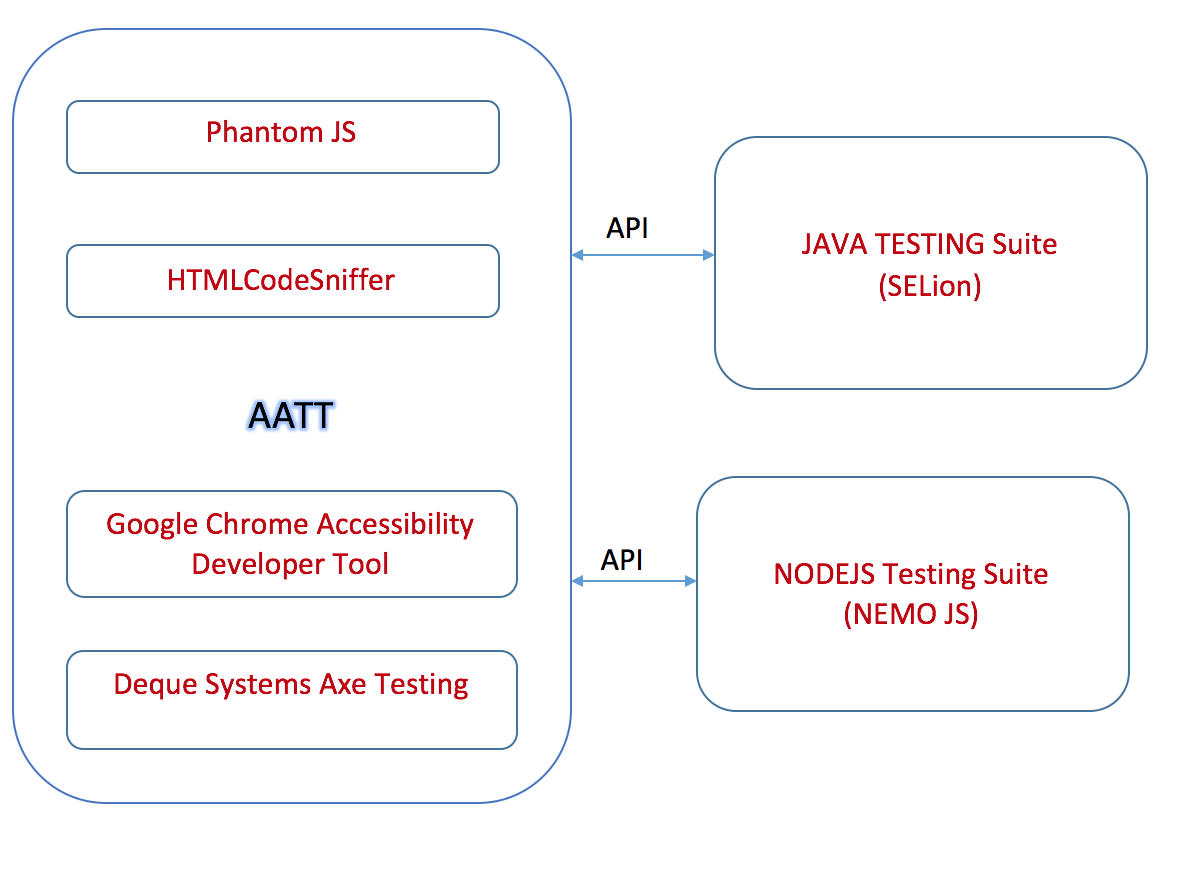 Phantom JS
HTMLCodeSniffer
AATT
Google Chrome Accessibility
Developer Tool
Deque Systems Axe Testing
API
JAVA TESTING Suite
(SELion)
API
NODEJS Testing Suite
(NEMO JS)